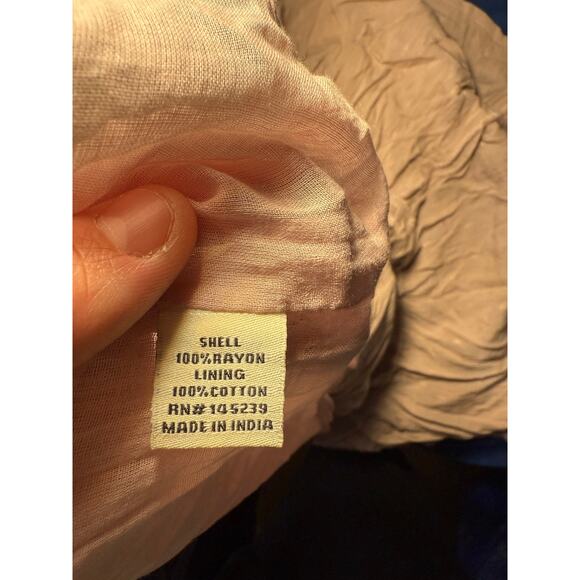 SHELL
100%RAYON
LINING
100%COTTON
RN# 145239
MADE IN INDIA